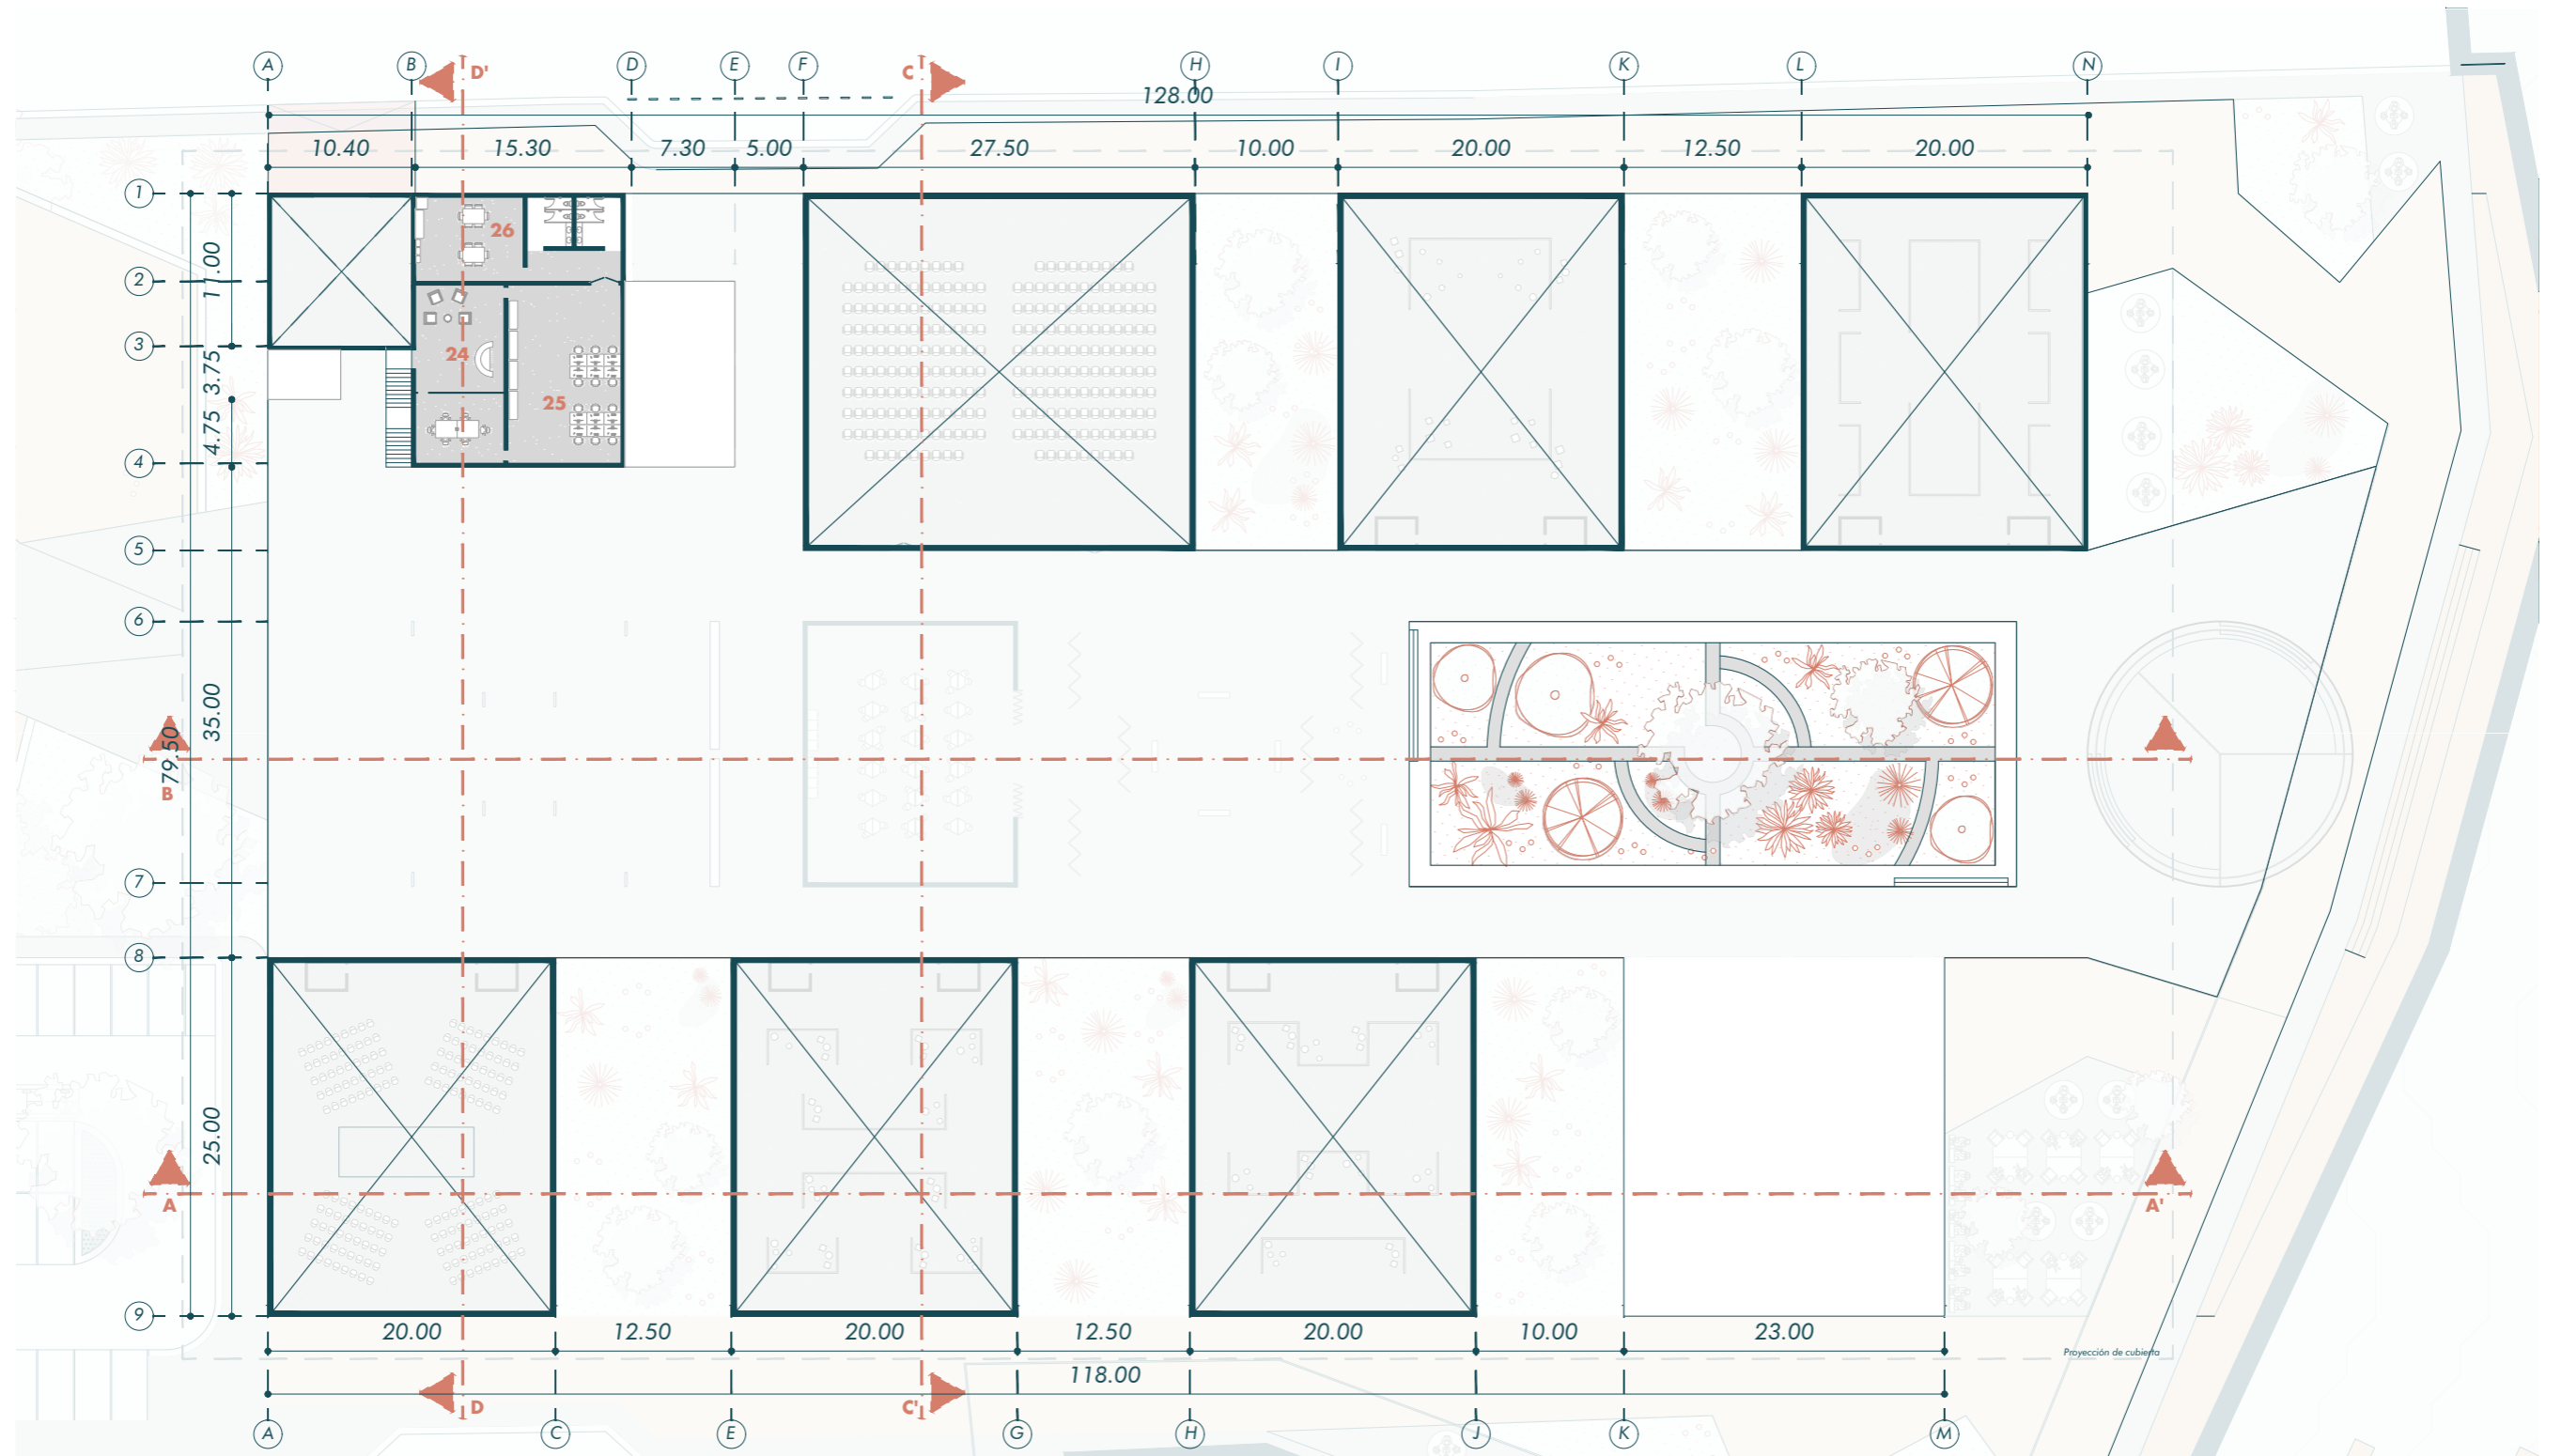 A B D' D E F C H I K L N
128.00
10.40 15.30 7.30 5.00 27.50 10.00 20.00 12.50 20.00
1
26
11.00
2
3
24
3.75
25
4.75
4
5
6
35.00
79.50
B
7
8
25.00
A A'
9
20.00 12.50 20.00 12.50 20.00 10.00 23.00
Proyección de cubierta
118.00
D C'
A C E G H J K M